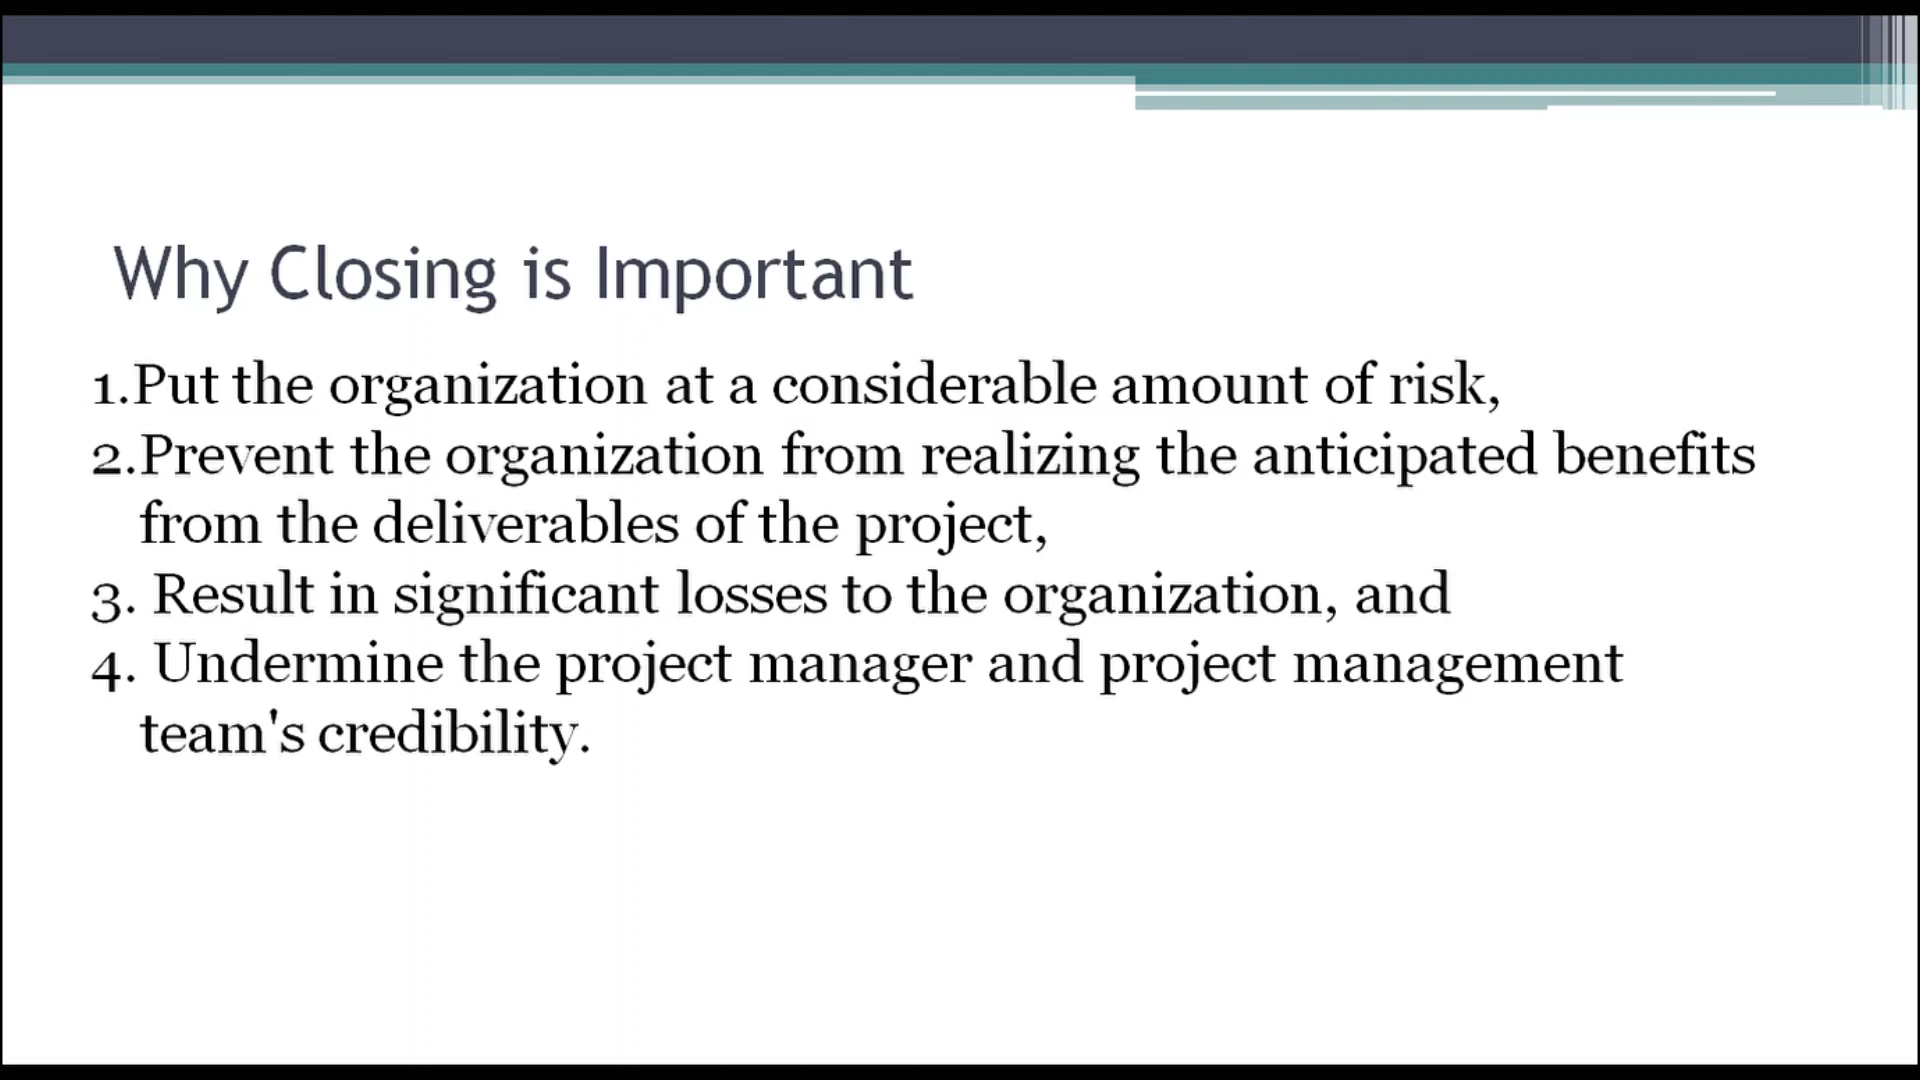 Why Closing is Important
1.Put the organization at a considerable amount of risk,
2.Prevent the organization from realizing the anticipated benefits
from the deliverables of the project,
3. Result in significant losses to the organization, and
4. Undermine the project manager and project management
team's credibility.